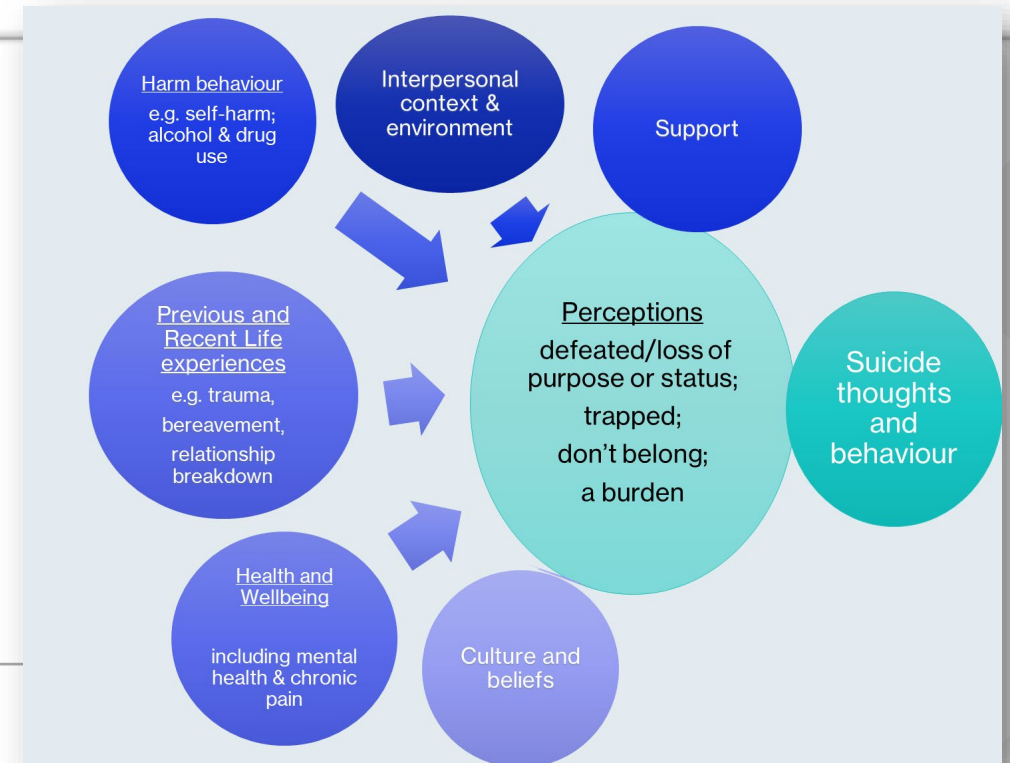 Harm behaviour
e.g. self-harm;
alcohol & drug
use
Interpersonal
context &
environment
Support
Previous and
Recent Life
experiences
e.g. trauma,
bereavement,
relationship
breakdown
Perceptions
defeated/loss of
purpose or status;
trapped;
don’t belong;
a burden
Suicide
thoughts
and
behaviour
Health and
Wellbeing
including mental
health & chronic
pain
Culture and
beliefs